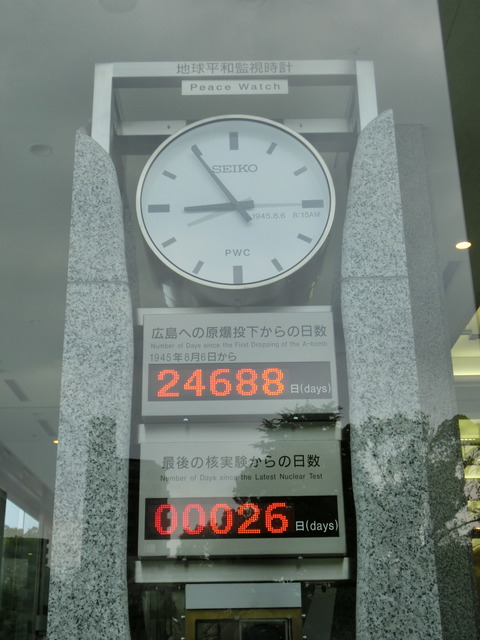 地球平和監視時計
Peace Watch
SEIKO
1945.8.6 8:15AM
PWC
広島への原爆投下からの日数
Number of Days since the First Dropping of the A-bomb
1945年8月6日から
24688 日(days)
最後の核実験からの日数
Number of Days since the Latest Nuclear Test
00026 日(days)